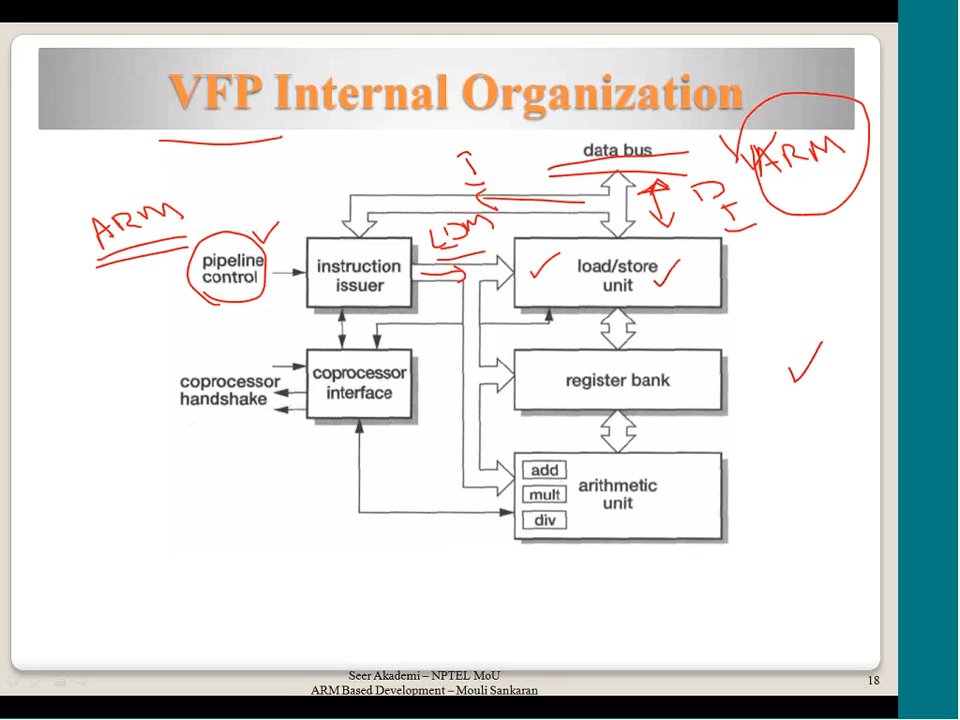 VFP Internal Organization
data bus
ARM
I
D
I
ARM
LDM
pipeline
control
instruction
issuer
load/store
unit
coprocessor
handshake
coprocessor
interface
register bank
add
mult
div
arithmetic
unit
Seer Akademi – NPTEL MoU
ARM Based Development – Mouli Sankaran
18